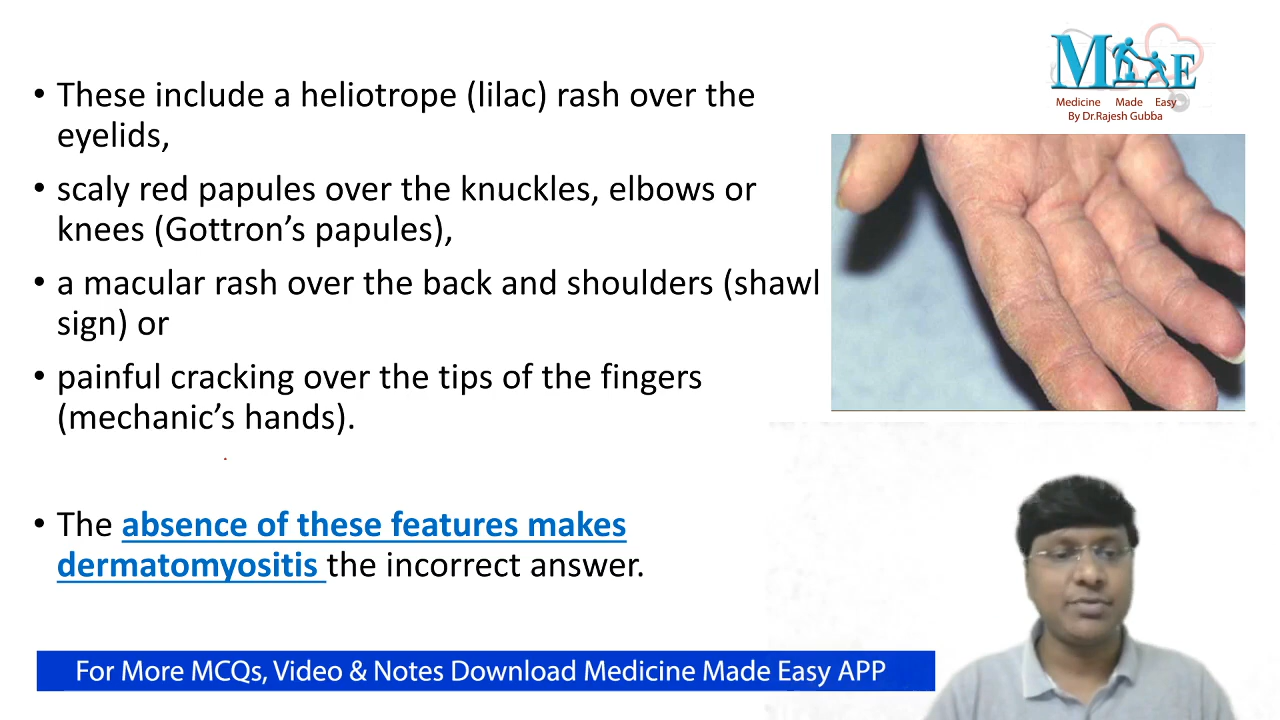 • These include a heliotrope (lilac) rash over the
eyelids,
• scaly red papules over the knuckles, elbows or
knees (Gottron’s papules),
• a macular rash over the back and shoulders (shawl
sign) or
• painful cracking over the tips of the fingers
(mechanic’s hands).
• The absence of these features makes
dermatomyositis the incorrect answer.
MME
Medicine Made Easy
By Dr.Rajesh Gubba
For More MCQs, Video & Notes Download Medicine Made Easy APP